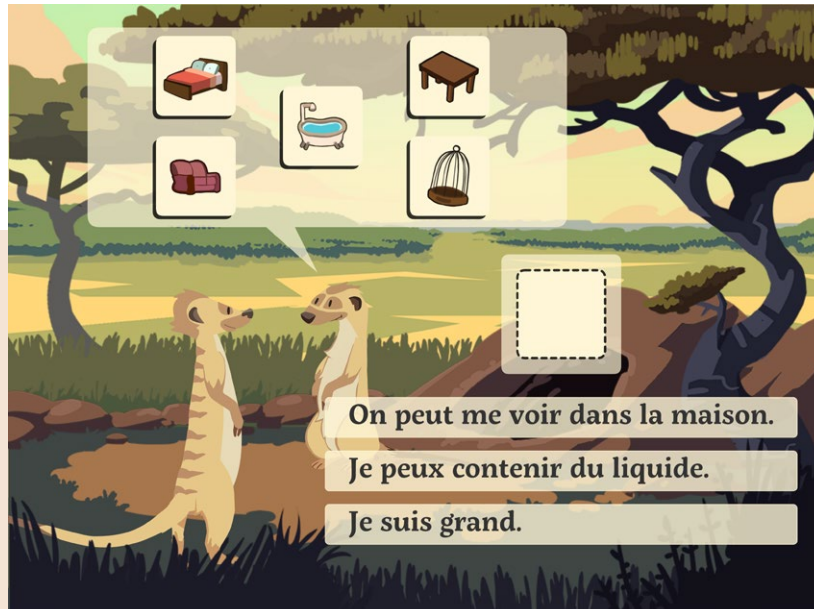 On peut me voir dans la maison.
Je peux contenir du liquide.
Je suis grand.